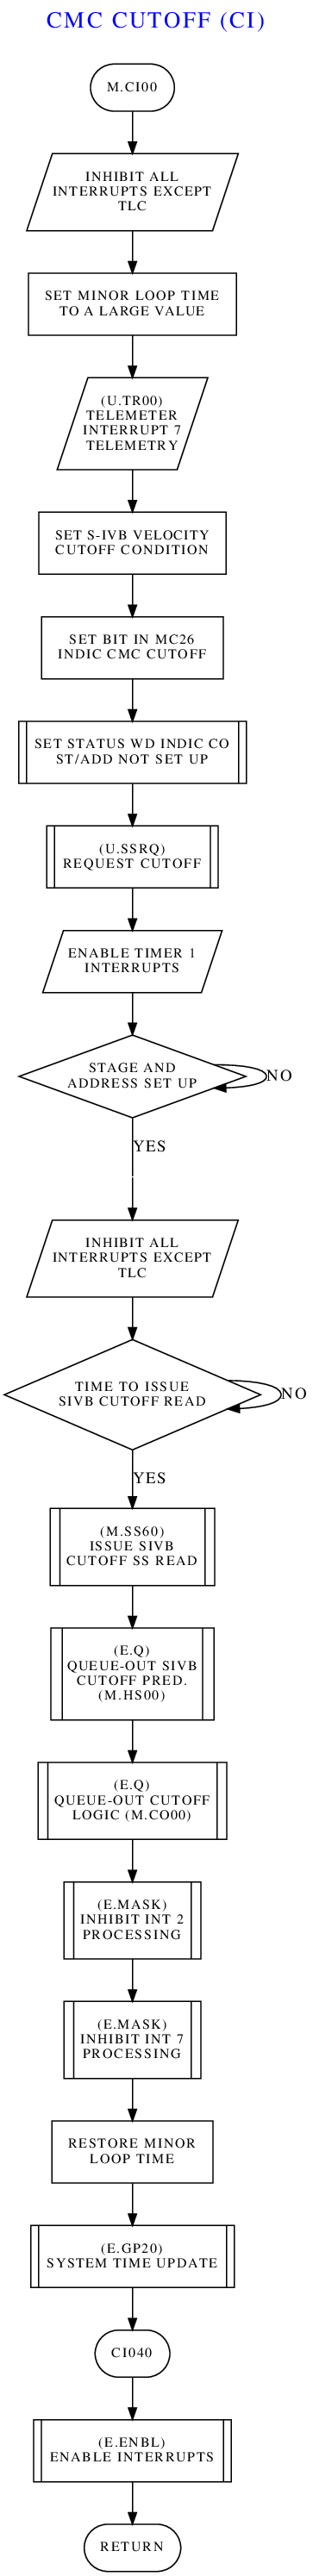 CMC CUTOFF (CI)
M.CI00
INHIBIT ALL
INTERRUPTS EXCEPT
TLC
SET MINOR LOOP TIME
TO A LARGE VALUE
(U.TR00)
TELEMETER
INTERRUPT 7
TELEMETRY
SET S-IVB VELOCITY
CUTOFF CONDITION
SET BIT IN MC26
INDIC CMC CUTOFF
SET STATUS WD INDIC CO
ST/ADD NOT SET UP
(U.SSRQ)
REQUEST CUTOFF
ENABLE TIMER 1
INTERRUPTS
STAGE AND
ADDRESS SET UP
NO
YES
INHIBIT ALL
INTERRUPTS EXCEPT
TLC
TIME TO ISSUE
SIVB CUTOFF READ
NO
YES
(M.SS60)
ISSUE SIVB
CUTOFF SS READ
(E.Q)
QUEUE-OUT SIVB
CUTOFF PRED.
(M.HS00)
(E.Q)
QUEUE-OUT CUTOFF
LOGIC (M.CO00)
(E.MASK)
INHIBIT INT 2
PROCESSING
(E.MASK)
INHIBIT INT 7
PROCESSING
RESTORE MINOR
LOOP TIME
(E.GP20)
SYSTEM TIME UPDATE
CI040
(E.ENBL)
ENABLE INTERRUPTS
RETURN